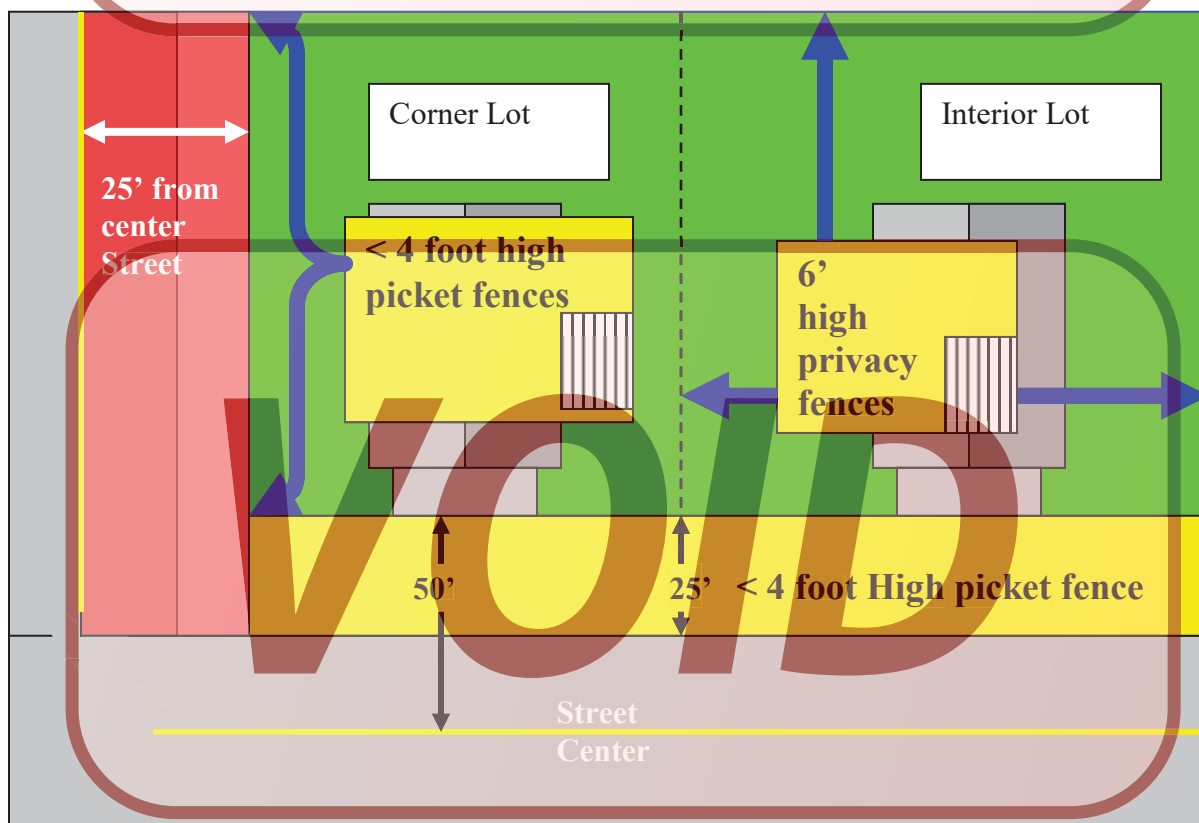 Corner Lot
Interior Lot
25’ from
center
Street
< 4 foot high
picket fences
6’
high
privacy
fences
50’
25’ < 4 foot High picket fence
Street
Center
VOID